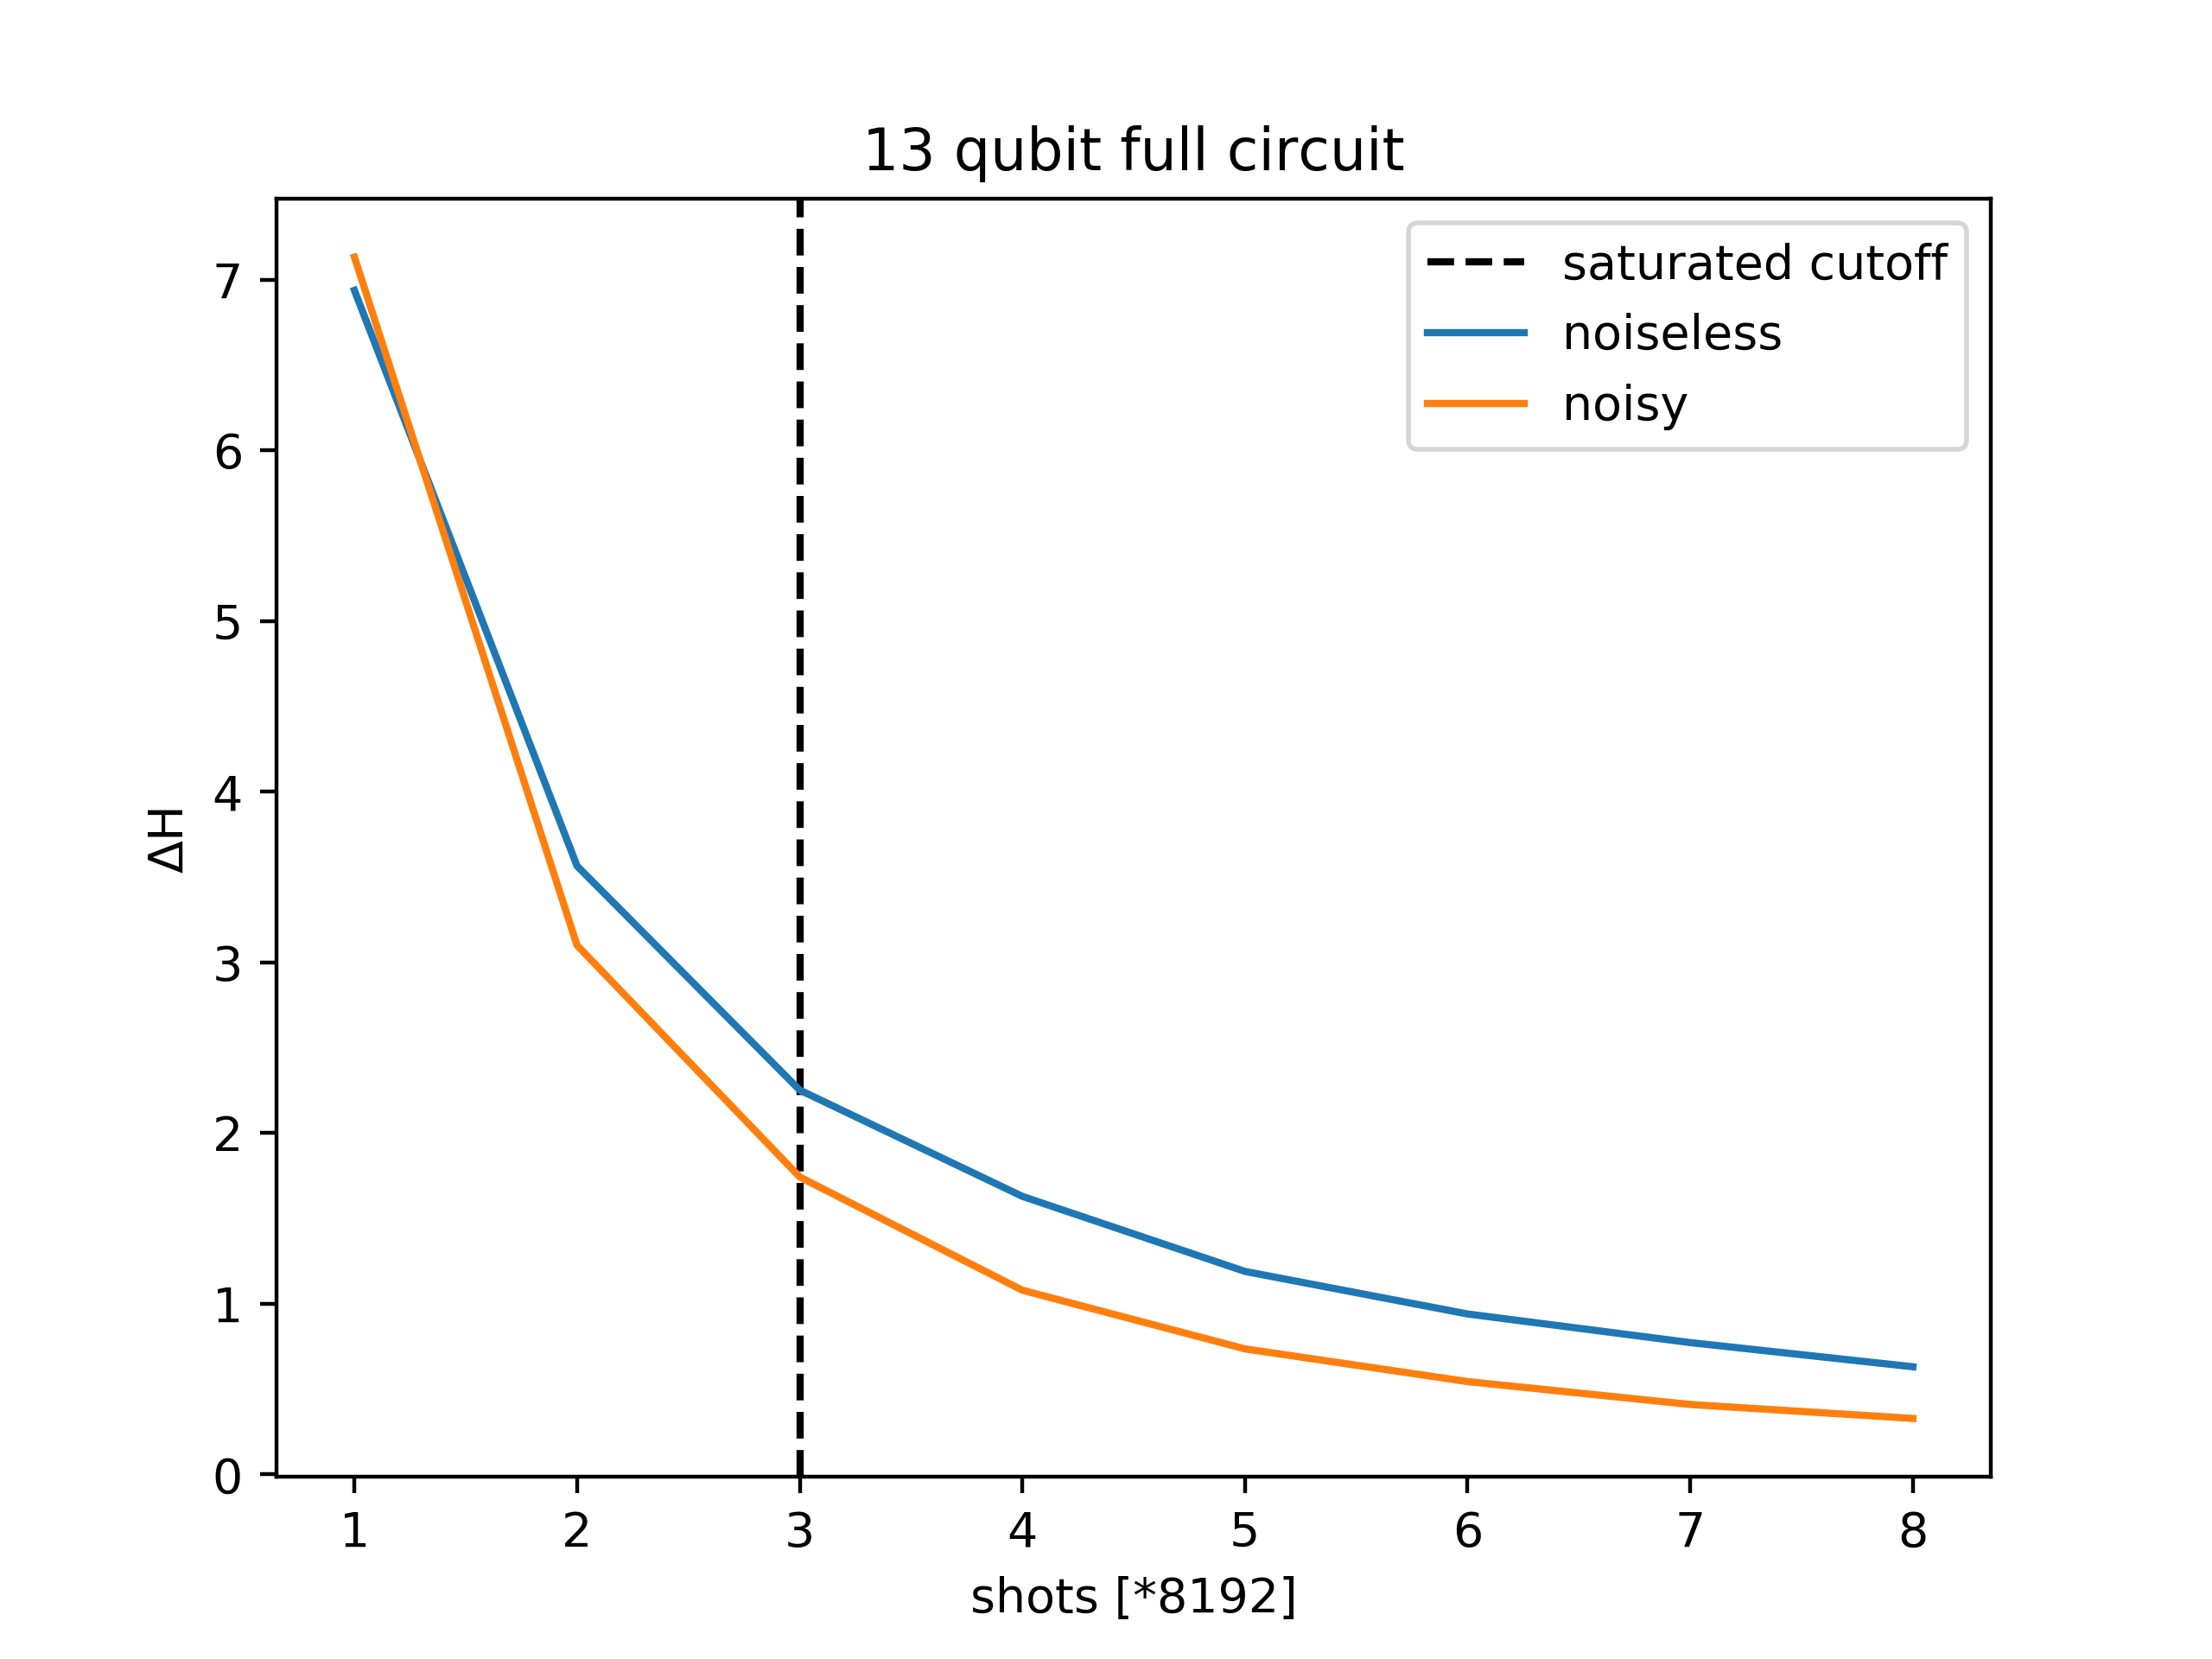 13 qubit full circuit
saturated cutoff
noiseless
noisy
ΔH
7
6
5
4
3
2
1
0
1 2 3 4 5 6 7 8
shots [*8192]